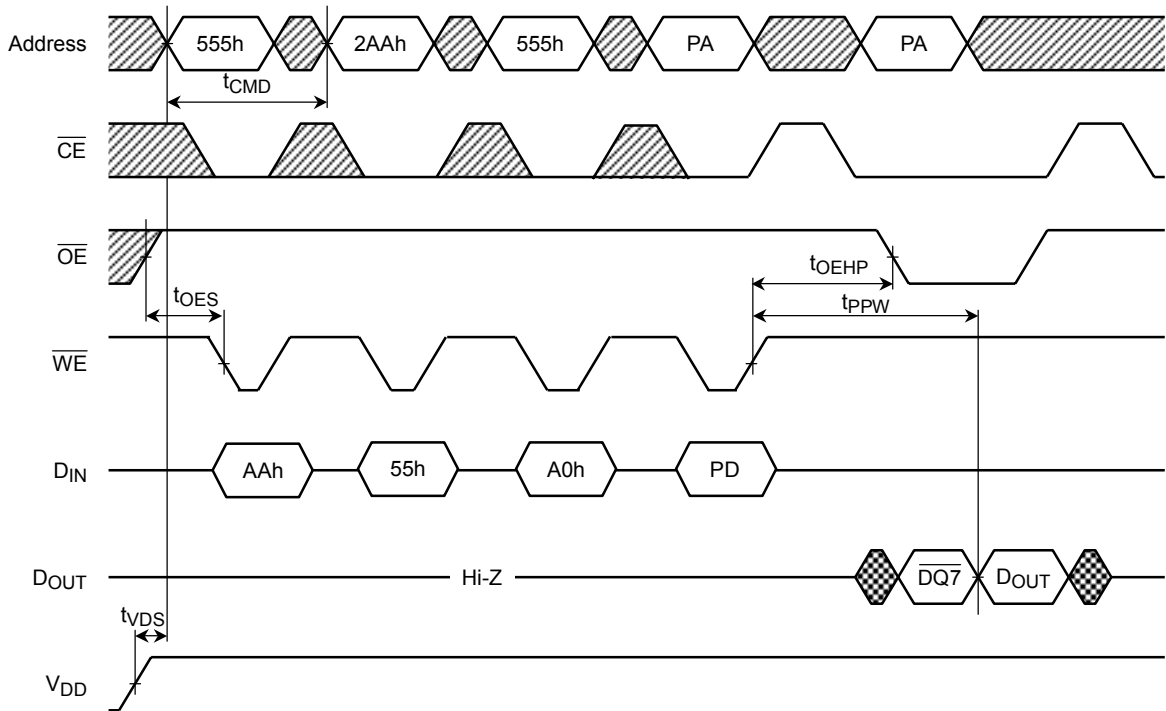 Address 555h 2AAh 555h PA PA
tCMD
CE
OE
tOEHP
tOES
tPPW
WE
DIN AAh 55h A0h PD
DOUT Hi-Z DQ7 DOUT
tVDS
VDD